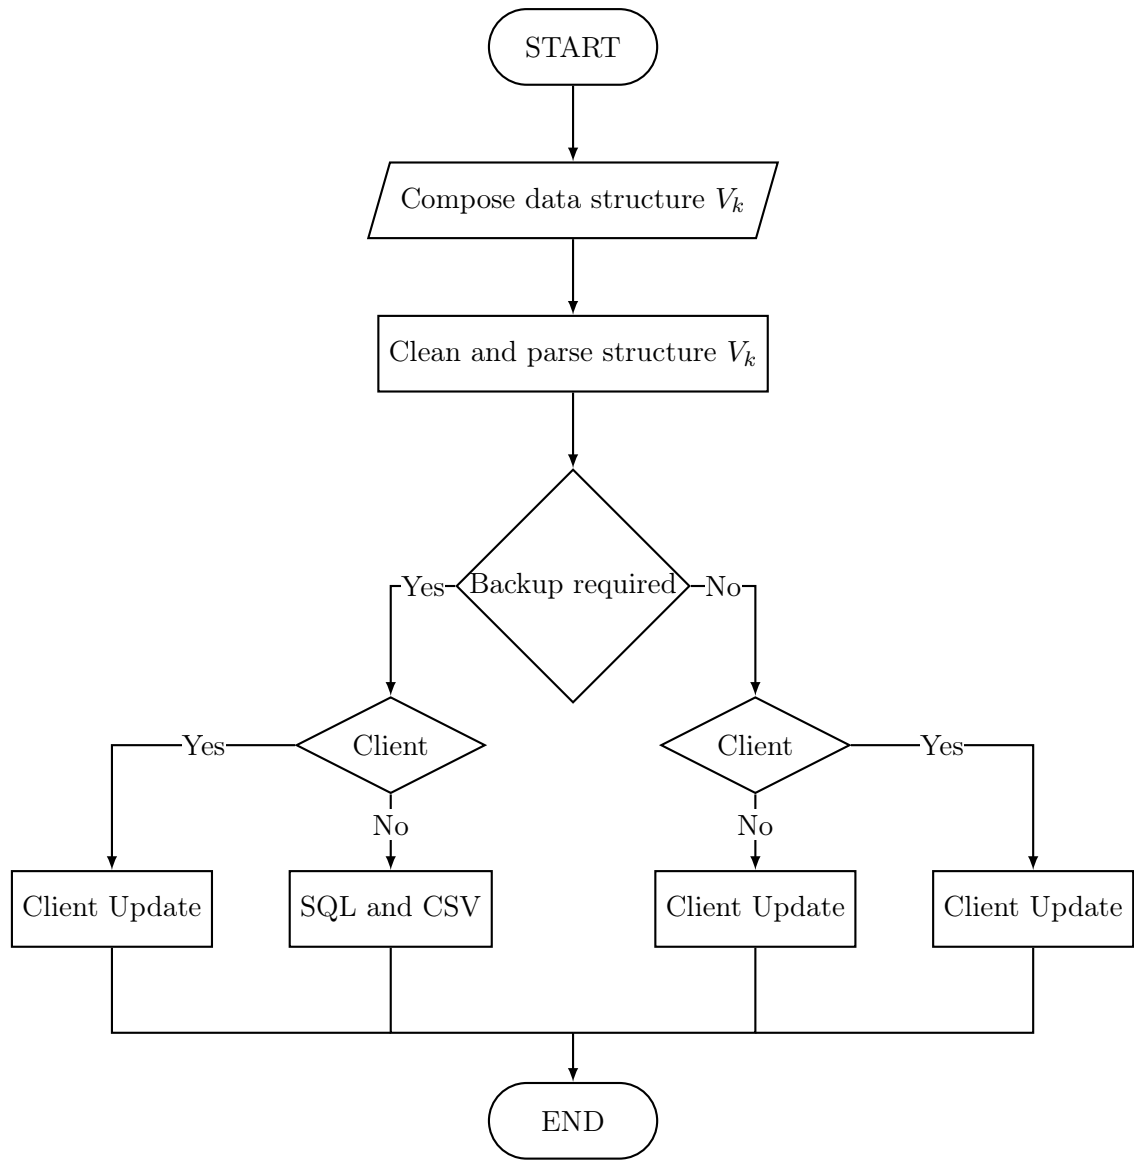 START
Compose data structure V_k
Clean and parse structure V_k
Yes
Backup required
No
Yes
Client
Client
Yes
No
No
Client Update
SQL and CSV
Client Update
Client Update
END